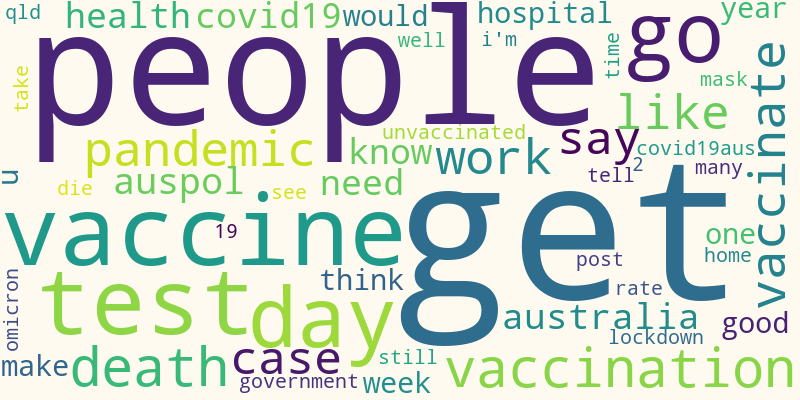 qld
health
covid19
would
hospital
year
people
well
i'm
go
time
take
mask
like
vaccinate
pandemic
unvaccinated
say
know
work
covid19aus
2
many
tell
u
die
auspol
see
need
vaccine
19
get
one
home
post
think
rate
omicron
test
day
australia
good
lockdown
make
death
case
still
government
week
vaccination